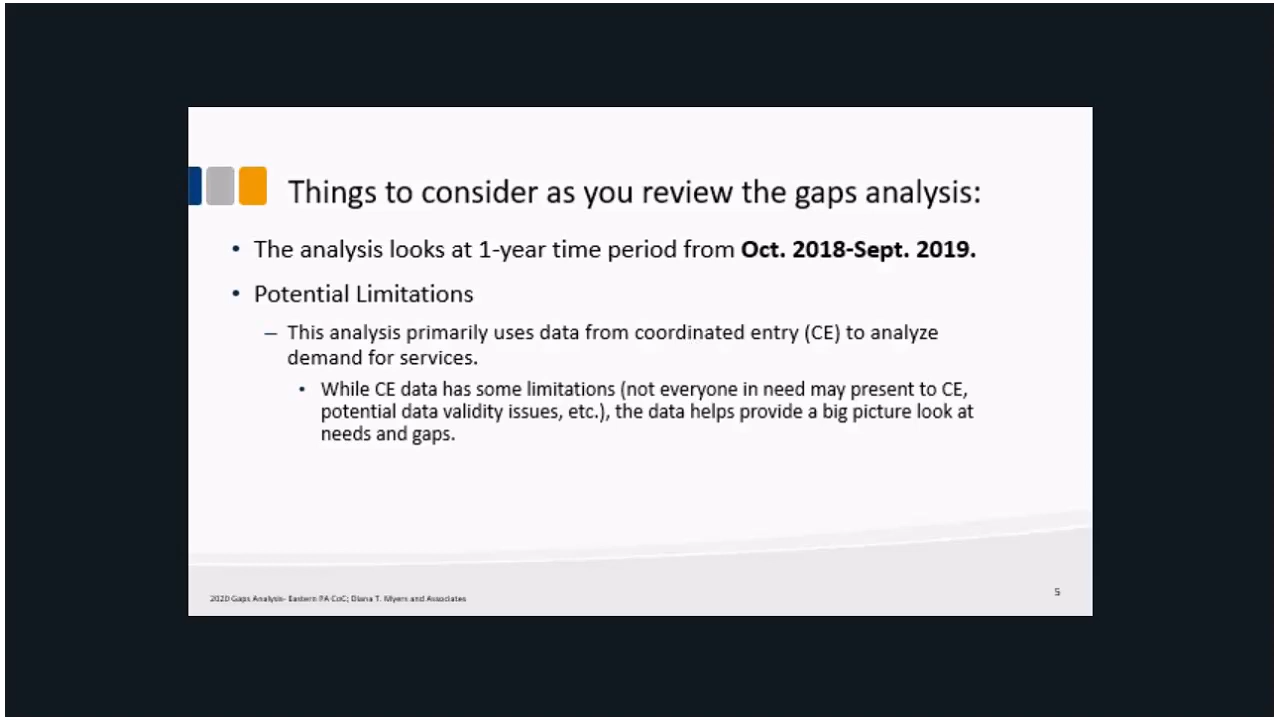 Things to consider as you review the gaps analysis:
• The analysis looks at 1-year time period from Oct. 2018-Sept. 2019.
• Potential Limitations
– This analysis primarily uses data from coordinated entry (CE) to analyze
demand for services.
• While CE data has some limitations (not everyone in need may present to CE,
potential data validity issues, etc.), the data helps provide a big picture look at
needs and gaps.
2020 Gaps Analysis- Eastern PA CoC; Diana T. Myers and Associates
5